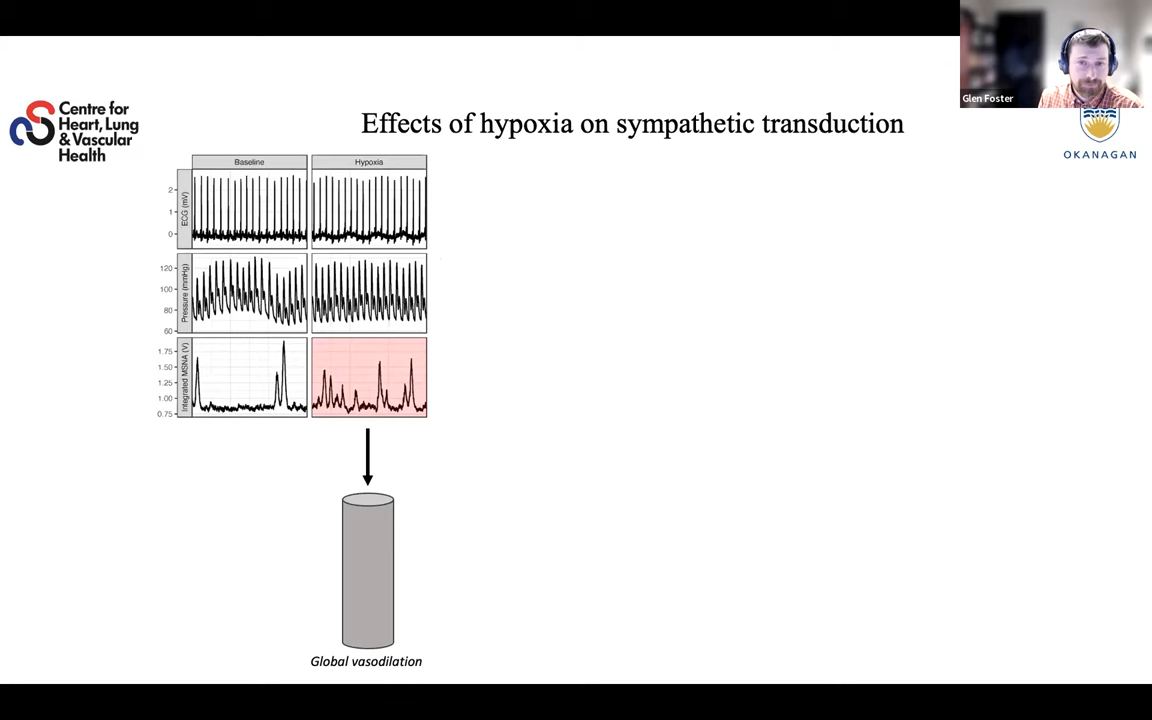 Glen Foster
Centre for
Heart, Lung
& Vascular
Health
OKANAGAN
Effects of hypoxia on sympathetic transduction
Baseline
Hypoxia
ECG (mV)
2
1
0
Pressure (mmHg)
120
100
80
60
Integrated MSNA (V)
1.75
1.50
1.25
1.00
0.75
Global vasodilation